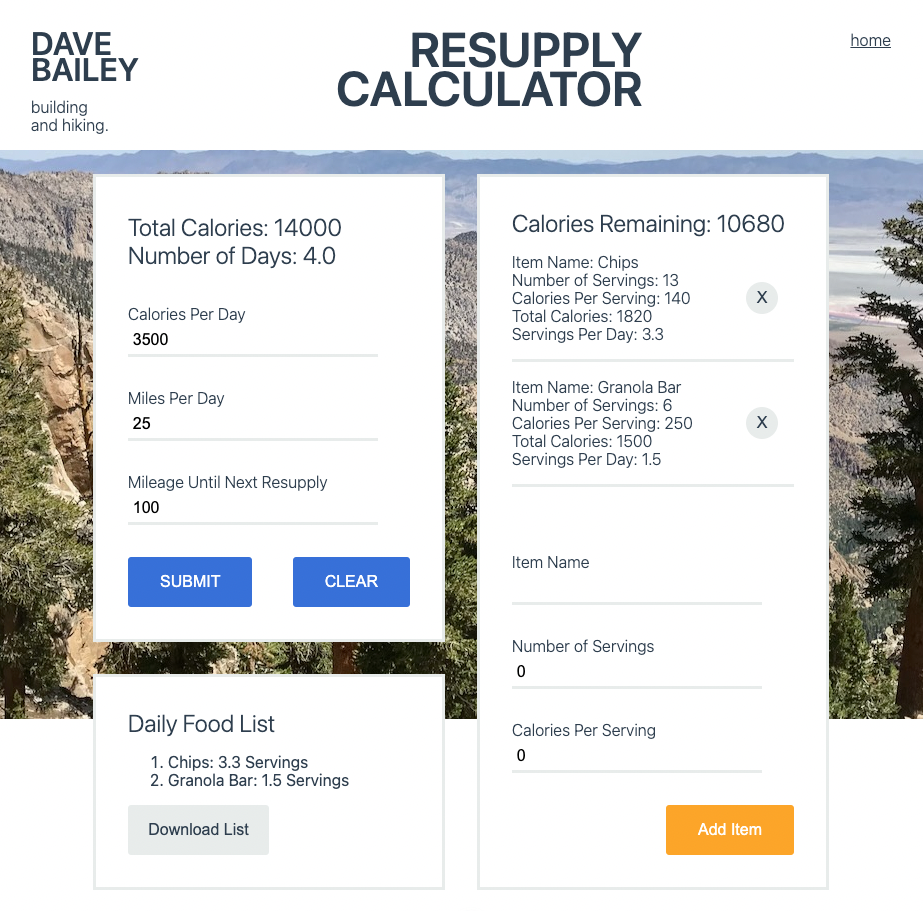 DAVE
BAILEY
building
and hiking.
RESUPPLY
CALCULATOR
home
Total Calories: 14000
Number of Days: 4.0
Calories Per Day
3500
Miles Per Day
25
Mileage Until Next Resupply
100
SUBMIT
CLEAR
Daily Food List
1. Chips: 3.3 Servings
2. Granola Bar: 1.5 Servings
Download List
Calories Remaining: 10680
Item Name: Chips
Number of Servings: 13
Calories Per Serving: 140
Total Calories: 1820
Servings Per Day: 3.3
X
Item Name: Granola Bar
Number of Servings: 6
Calories Per Serving: 250
Total Calories: 1500
Servings Per Day: 1.5
X
Item Name
Number of Servings
0
Calories Per Serving
0
Add Item